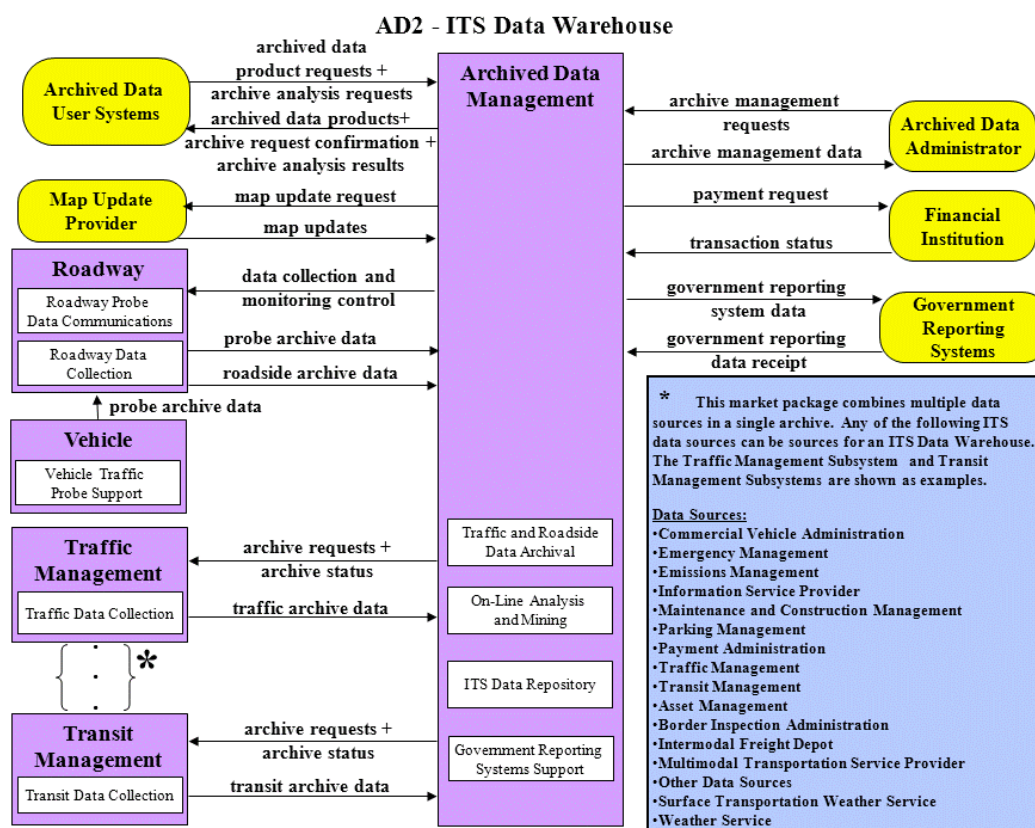 AD2 - ITS Data Warehouse
archived data
product requests +
archive analysis requests
Archived Data
User Systems
archived data products+
archive request confirmation +
archive analysis results
Map Update
Provider
map update request
map updates
Roadway
Roadway Probe
Data Communications
Roadway Data
Collection
data collection and
monitoring control
probe archive data
roadside archive data
probe archive data
Vehicle
Vehicle Traffic
Probe Support
Traffic
Management
Traffic Data Collection
archive requests +
archive status
traffic archive data
*
Transit
Management
Transit Data Collection
archive requests +
archive status
transit archive data
Archived Data
Management
Traffic and Roadside
Data Archival
On-Line Analysis
and Mining
ITS Data Repository
Government Reporting
Systems Support
archive management
requests
archive management data
Archived Data
Administrator
payment request
transaction status
Financial
Institution
government reporting
system data
government reporting
data receipt
Government
Reporting
Systems
* This market package combines multiple data
sources in a single archive. Any of the following ITS
data sources can be sources for an ITS Data Warehouse.
The Traffic Management Subsystem and Transit
Management Subsystems are shown as examples.
Data Sources:
•Commercial Vehicle Administration
•Emergency Management
•Emissions Management
•Information Service Provider
•Maintenance and Construction Management
•Parking Management
•Payment Administration
•Traffic Management
•Transit Management
•Asset Management
•Border Inspection Administration
•Intermodal Freight Depot
•Multimodal Transportation Service Provider
•Other Data Sources
•Surface Transportation Weather Service
•Weather Service